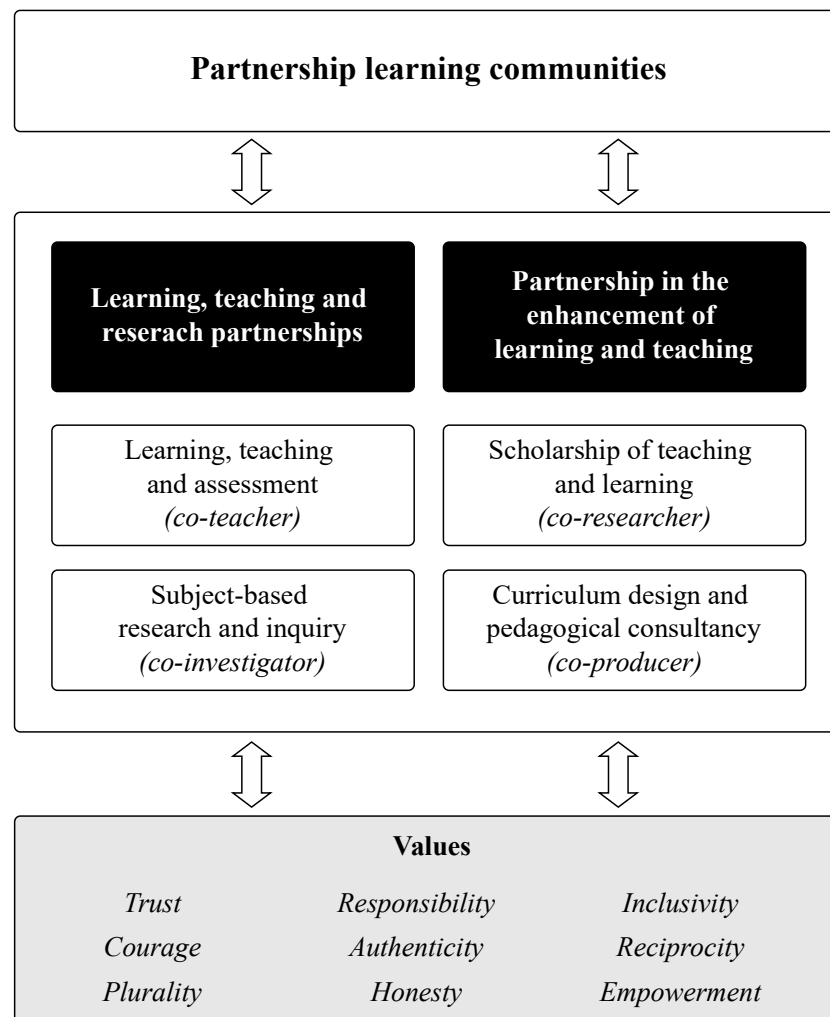 Partnership learning communities
Learning, teaching and
reserach partnerships
Partnership in the
enhancement of
learning and teaching
Learning, teaching
and assessment
(co-teacher)
Scholarship of teaching
and learning
(co-researcher)
Subject-based
research and inquiry
(co-investigator)
Curriculum design and
pedagogical consultancy
(co-producer)
Values
Trust Responsibility Inclusivity
Courage Authenticity Reciprocity
Plurality Honesty Empowerment